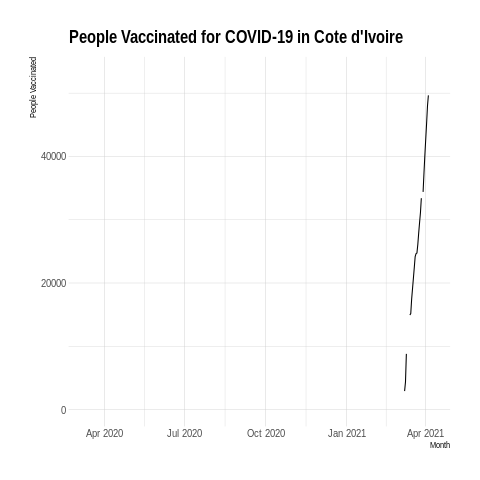 People Vaccinated for COVID-19 in Cote d'Ivoire
People Vaccinated
40000
20000
0
Apr 2020 Jul 2020 Oct 2020 Jan 2021 Apr 2021
Month